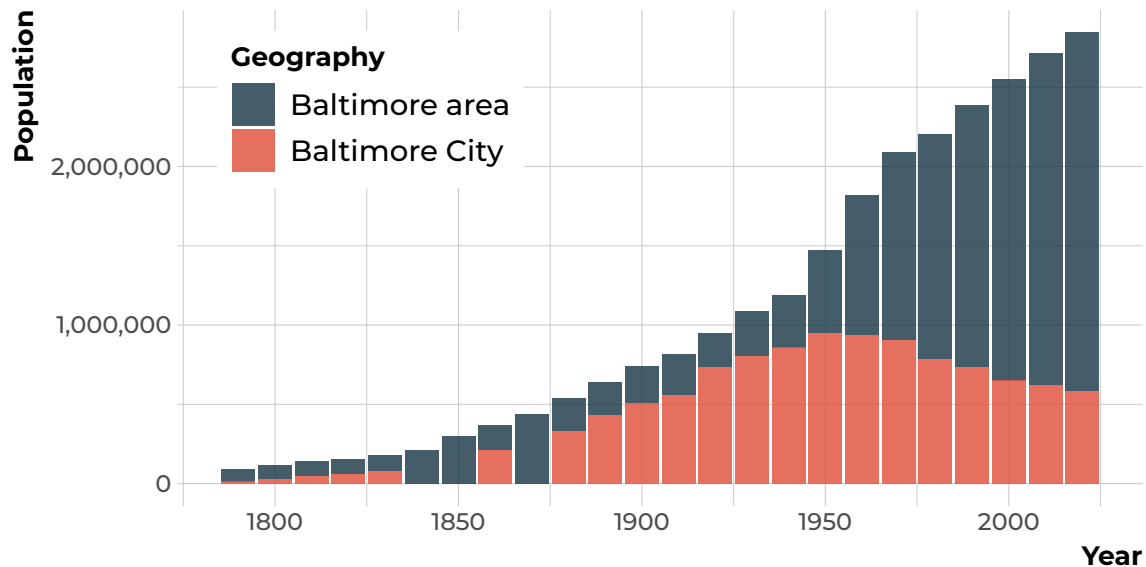 Population
Geography
Baltimore area
Baltimore City
2,000,000
1,000,000
0
1800 1850 1900 1950 2000
Year